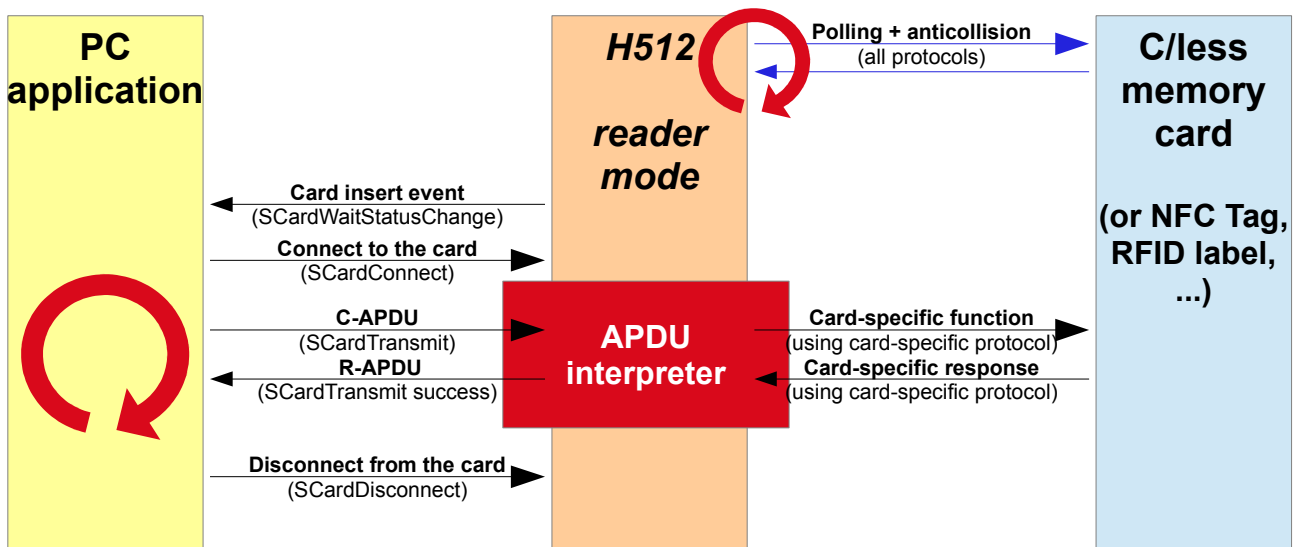 PC
application
H512
reader
mode
Polling + anticollision
(all protocols)
C/less
memory
card
(or NFC Tag,
RFID label,
...)
Card insert event
(SCardWaitStatusChange)
Connect to the card
(SCardConnect)
C-APDU
(SCardTransmit)
R-APDU
(SCardTransmit success)
APDU
interpreter
Card-specific function
(using card-specific protocol)
Card-specific response
(using card-specific protocol)
Disconnect from the card
(SCardDisconnect)